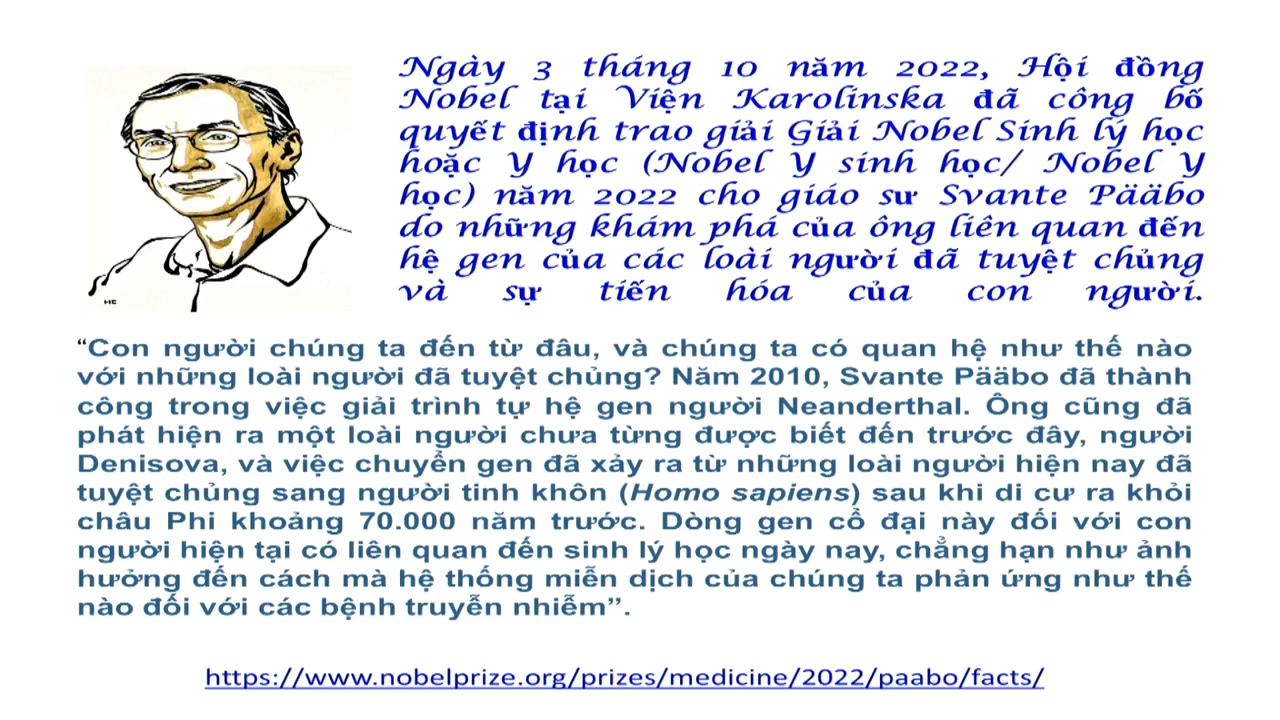 Ngày 3 tháng 10 năm 2022, Hội đồng
Nobel tại Viện Karolinska đã công bố
quyết định trao giải Giải Nobel Sinh lý học
hoặc Y học (Nobel Y sinh học/ Nobel Y
học) năm 2022 cho giáo sư Svante Pääbo
do những khám phá của ông liên quan đến
hệ gen của các loài người đã tuyệt chủng
và sự tiến hóa của con người.
HC
“Con người chúng ta đến từ đâu, và chúng ta có quan hệ như thế nào
với những loài người đã tuyệt chủng? Năm 2010, Svante Pääbo đã thành
công trong việc giải trình tự hệ gen người Neanderthal. Ông cũng đã
phát hiện ra một loài người chưa từng được biết đến trước đây, người
Denisova, và việc chuyển gen đã xảy ra từ những loài người hiện nay đã
tuyệt chủng sang người tinh khôn (Homo sapiens) sau khi di cư ra khỏi
châu Phi khoảng 70.000 năm trước. Dòng gen cổ đại này đối với con
người hiện tại có liên quan đến sinh lý học ngày nay, chẳng hạn như ảnh
hưởng đến cách mà hệ thống miễn dịch của chúng ta phản ứng như thế
nào đối với các bệnh truyễn nhiễm”.
https://www.nobelprize.org/prizes/medicine/2022/paabo/facts/